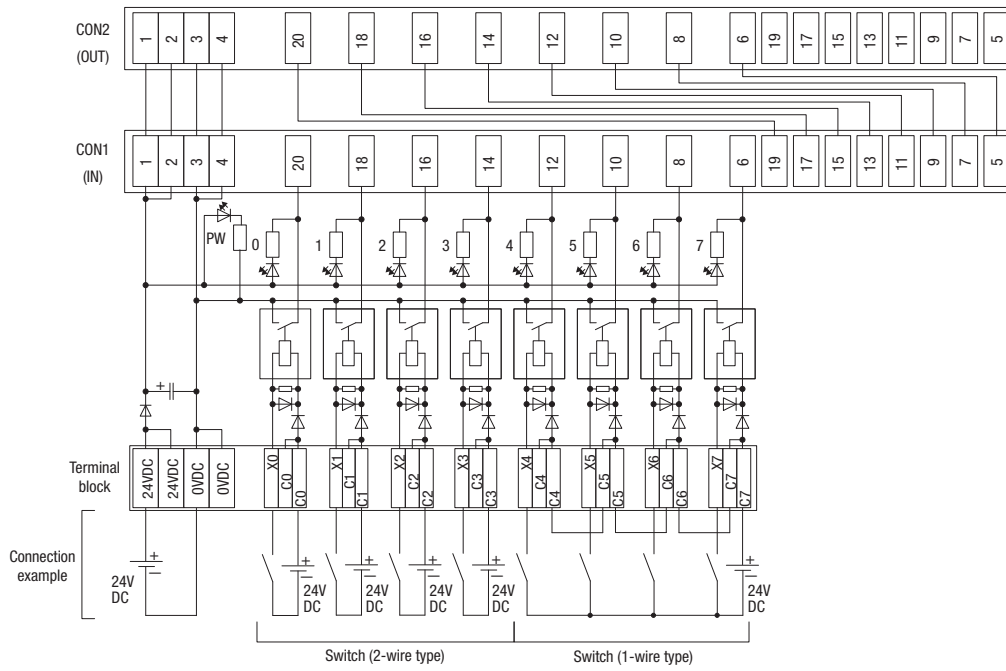 CON2
(OUT)
1 2 3 4 20 18 16 14 12 10 8 6 19 17 15 13 11 9 7 5
CON1
(IN)
1 2 3 4 20 18 16 14 12 10 8 6 19 17 15 13 11 9 7 5
PW 0 1 2 3 4 5 6 7
+
Terminal
block
24VDC 24VDC 0VDC 0VDC X0 C0 C0 X1 C1 C1 X2 C2 C2 X3 C3 C3 X4 C4 C4 X5 C5 C5 X6 C6 C6 X7 C7 C7
Connection
example
+ + + + + +
− − − − − −
24V 24V 24V 24V 24V 24V
DC DC DC DC DC DC
Switch (2-wire type) Switch (1-wire type)